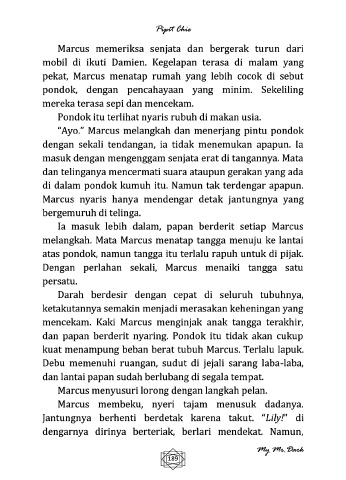 Pipit Chie
Marcus memeriksa senjata dan bergerak turun dari
mobil di ikuti Damien. Kegelapan terasa di malam yang
pekat, Marcus menatap rumah yang lebih cocok di sebut
pondok, dengan pencahayaan yang minim. Sekeliling
mereka terasa sepi dan mencekam.
Pondok itu terlihat nyaris rubuh di makan usia.
“Ayo.” Marcus melangkah dan menerjang pintu pondok
dengan sekali tendangan, ia tidak menemukan apapun. Ia
masuk dengan mengenggam senjata erat di tangannya. Mata
dan telinganya mencermati suara ataupun gerakan yang ada
di dalam pondok kumuh itu. Namun tak terdengar apapun.
Marcus nyaris hanya mendengar detak jantungnya yang
bergemuruh di telinga.
Ia masuk lebih dalam, papan berderit setiap Marcus
melangkah. Mata Marcus menatap tangga menuju ke lantai
atas pondok, namun tangga itu terlalu rapuh untuk di pijak.
Dengan perlahan sekali, Marcus menaiki tangga satu
persatu.
Darah berdesir dengan cepat di seluruh tubuhnya,
ketakutannya semakin menjadi merasakan keheningan yang
mencekam. Kaki Marcus menginjak anak tangga terakhir,
dan papan berderit nyaring. Pondok itu tidak akan cukup
kuat menampung beban berat tubuh Marcus. Terlalu lapuk.
Debu memenuhi ruangan, sudut di jejali sarang laba-laba,
dan lantai papan sudah berlubang di segala tempat.
Marcus menyusuri lorong dengan langkah pelan.
Marcus membeku, nyeri tajam menusuk dadanya.
Jantungnya berhenti berdetak karena takut. “Lily!” di
dengarnya dirinya berteriak, berlari mendekat. Namun,
My Mr. Dark
189